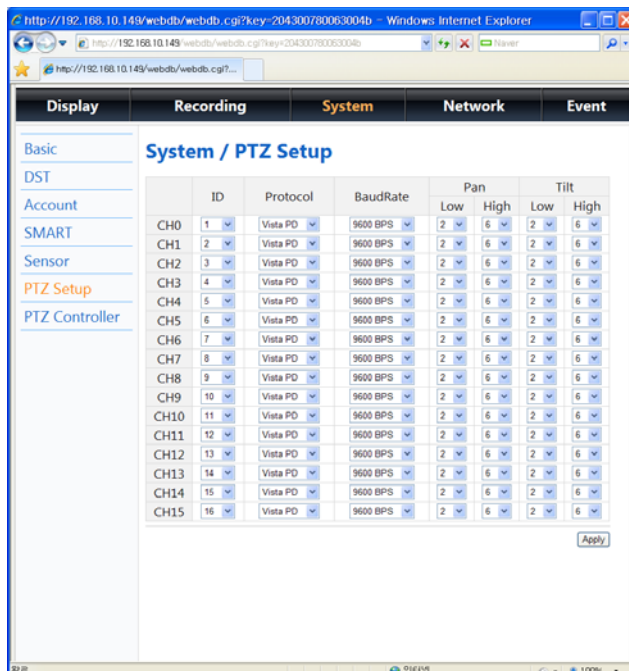 http://192.168.10.149/webdb/webdb.cgi?key=204300780063004b - Windows Internet Explorer
http://192.168.10.149/webdb/webdb.cgi?key=204300780063004b
Naver
http://192.168.10.149/webdb/webdb.cgi?...
Display Recording System Network Event
Basic
DST
Account
SMART
Sensor
PTZ Setup
PTZ Controller
System / PTZ Setup
ID Protocol BaudRate Pan Tilt
Low High Low High
CH0 1 Vista PD 9600 BPS 2 6 2 6
CH1 2 Vista PD 9600 BPS 2 6 2 6
CH2 3 Vista PD 9600 BPS 2 6 2 6
CH3 4 Vista PD 9600 BPS 2 6 2 6
CH4 5 Vista PD 9600 BPS 2 6 2 6
CH5 6 Vista PD 9600 BPS 2 6 2 6
CH6 7 Vista PD 9600 BPS 2 6 2 6
CH7 8 Vista PD 9600 BPS 2 6 2 6
CH8 9 Vista PD 9600 BPS 2 6 2 6
CH9 10 Vista PD 9600 BPS 2 6 2 6
CH10 11 Vista PD 9600 BPS 2 6 2 6
CH11 12 Vista PD 9600 BPS 2 6 2 6
CH12 13 Vista PD 9600 BPS 2 6 2 6
CH13 14 Vista PD 9600 BPS 2 6 2 6
CH14 15 Vista PD 9600 BPS 2 6 2 6
CH15 16 Vista PD 9600 BPS 2 6 2 6
Apply